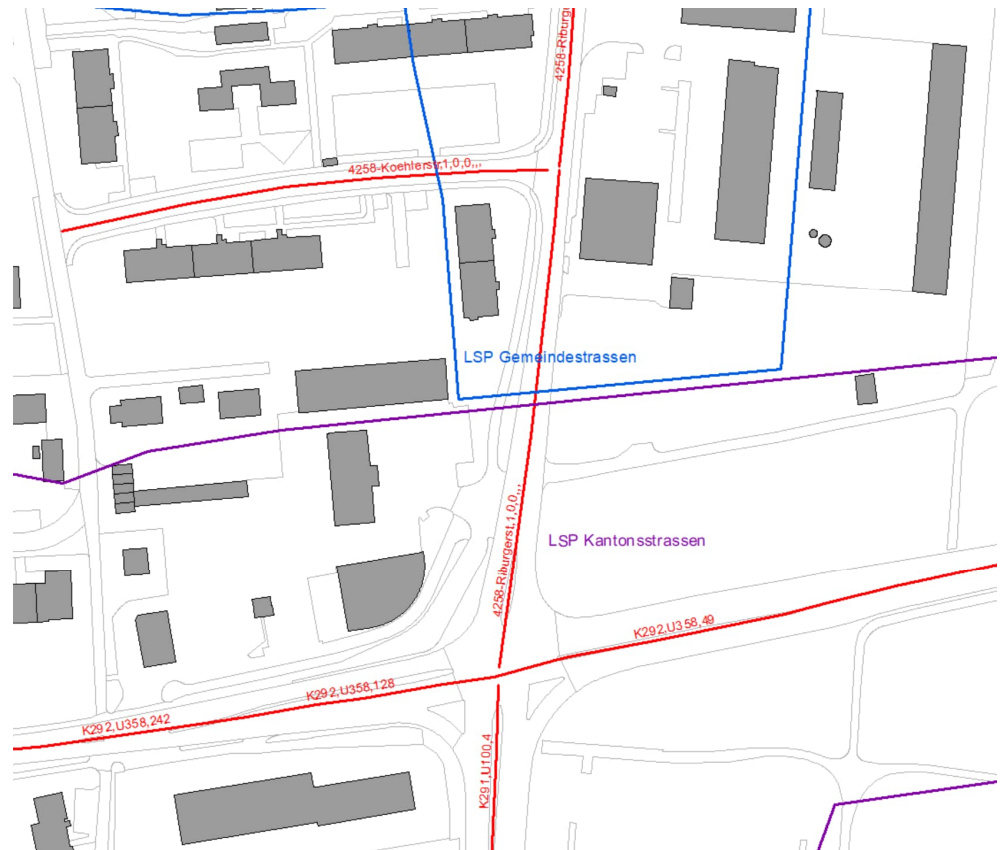 4258-Riburgerst
4258-Koehlerstr,1,0,0,,,
LSP Gemeindestrassen
4258-Riburgerst,1,0,0,,,
LSP Kantonsstrassen
K292,U358,49
K292,U358,128
K292,U358,242
K291,U100,4